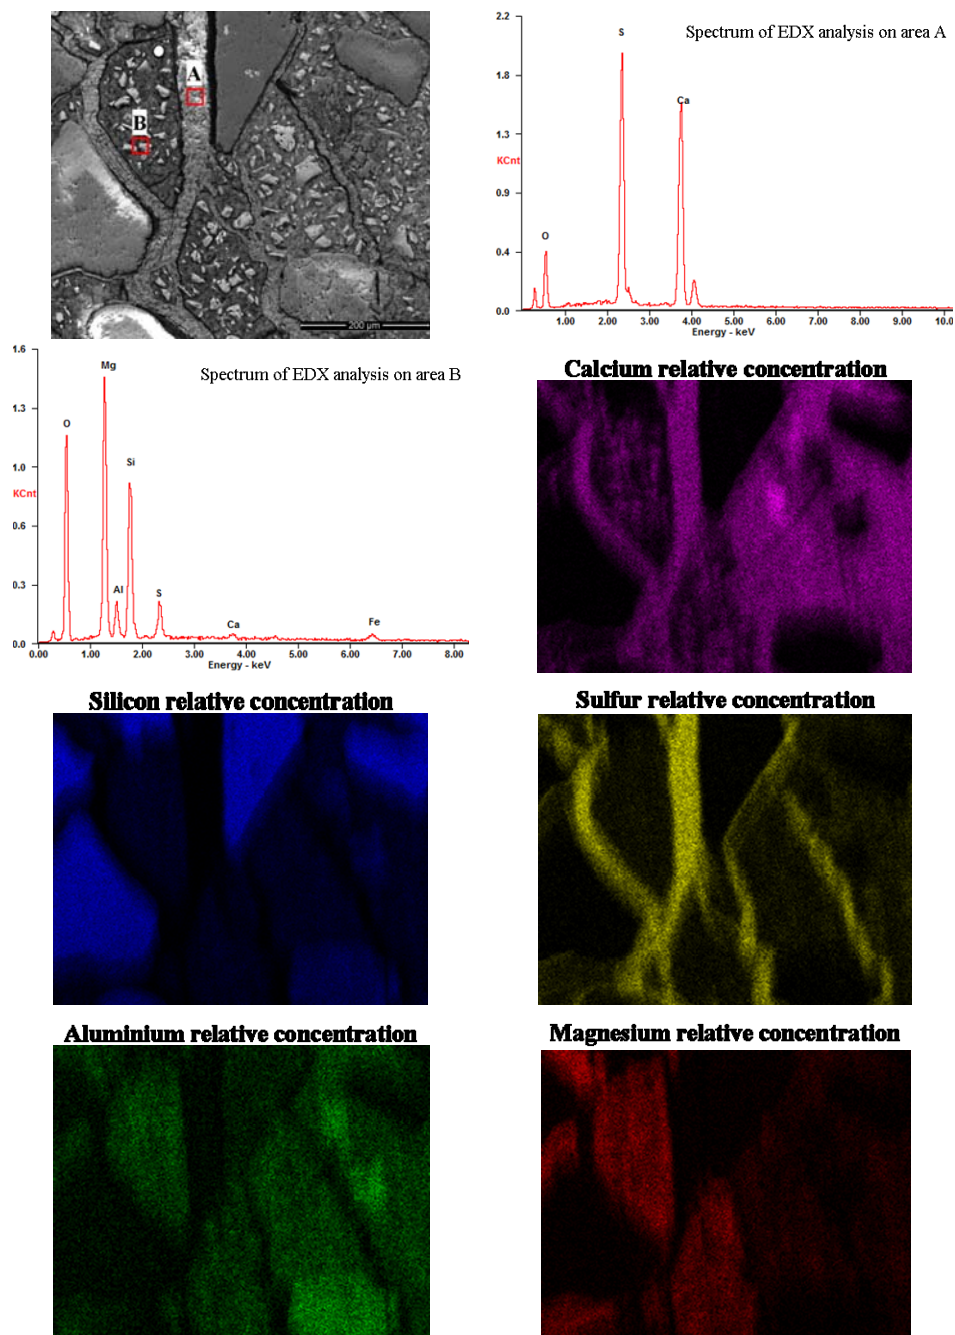 A
B
200 µm
Spectrum of EDX analysis on area A
2.2
1.8
1.3
KCnt
0.9
0.4
0.0
S
Ca
O
1.00 2.00 3.00 4.00 5.00 6.00 7.00 8.00 9.00 10.0
Energy - keV
Spectrum of EDX analysis on area B
1.6
1.3
1.0
KCnt
0.6
0.3
0.0
O
Mg
Al
Si
S
Ca
Fe
0.00 1.00 2.00 3.00 4.00 5.00 6.00 7.00 8.00
Energy - keV
Calcium relative concentration
Silicon relative concentration
Sulfur relative concentration
Aluminium relative concentration
Magnesium relative concentration